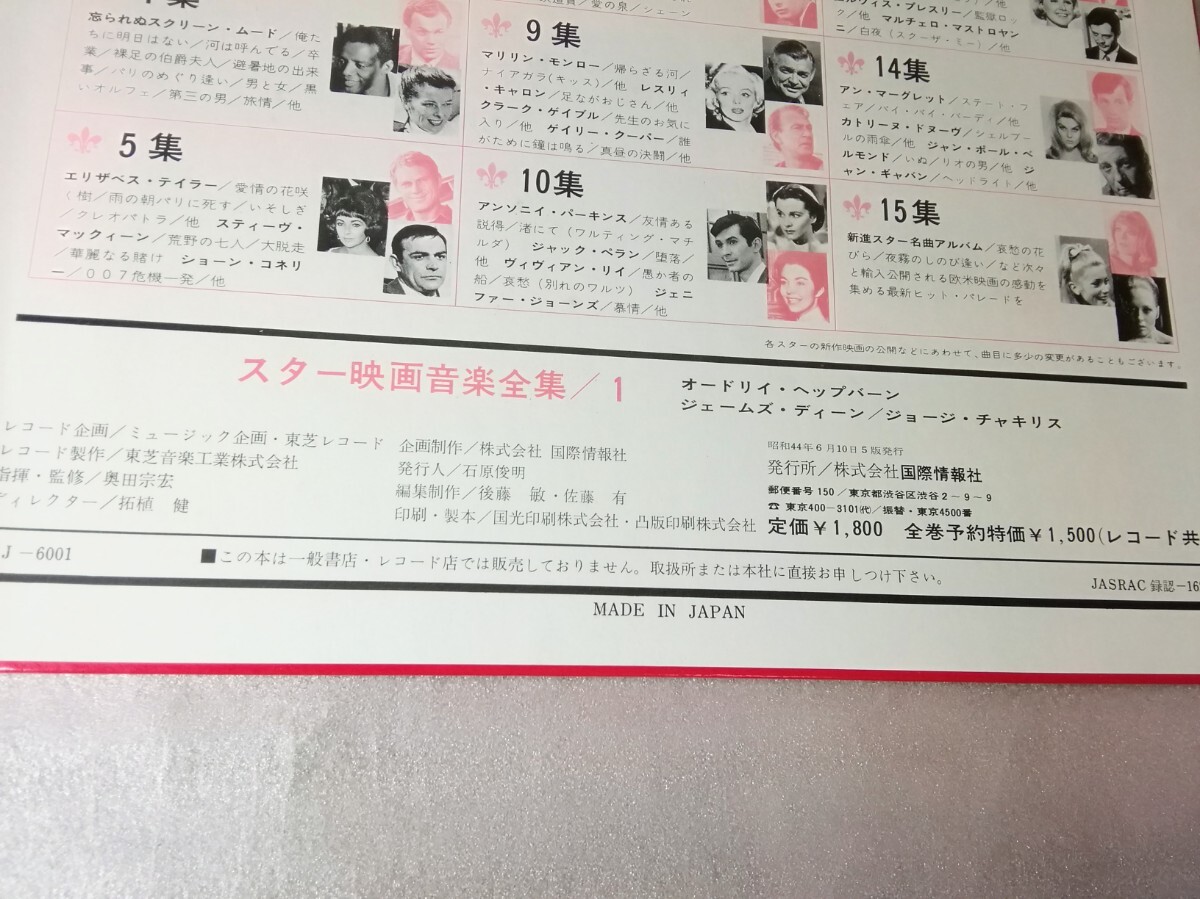 忘られぬスクリーン・ムード／俺た
ちに明日はない／河は呼んでる／卒
業／裸足の伯爵夫人／避暑地の出来
事／パリのめぐり逢い／男と女／黒
いオルフェ／第三の男／旅情／他
5集
エリザベス・テイラー／愛情の花咲
く樹／雨の朝パリに死す／いそしぎ
／クレオパトラ／他 スティーヴ・
マックィーン／荒野の七人／大脱走
／華麗なる賭け ショーン・コネリ
ー／007危機一発／他
／愛の泉／シェーン
9集
マリリン・モンロー／帰らざる河／
ナイアガラ(キッス)／他 レスリィ
・キャロン／足ながおじさん／他
クラーク・ゲイブル／先生のお気に
入り／他 ゲイリー・クーパー／誰
がために鐘は鳴る／真昼の決闘／他
10集
アンソニイ・パーキンス／友情ある
説得／渚にて（ワルティング・マチ
ルダ） ジャック・ペラン／堕落／
他 ヴィヴィアン・リイ／愚か者の
船／哀愁（別れのワルツ） ジェニ
ファー・ジョーンズ／慕情／他
ルヴィス・プレスリー／監獄ロッ
ク／他 マルチェロ・マストロヤン
ニ／白夜（スクーザ・ミー）／他
14集
アン・マーグレット／ステート・フ
ェア／バイ・バイ・バーディ／他
カトリーヌ・ドヌーヴ／シェルブー
ルの雨傘／他 ジャン・ポール・ベ
ルモンド／いぬ／リオの男／他 ジ
ャン・ギャバン／ヘッドライト／他
15集
新進スター名曲アルバム／哀愁の花
びら／夜霧のしのび逢い／など次々
と輸入公開される欧米映画の感動を
集める最新ヒット・パレードを
各スターの新作映画の公開などにあわせて、曲目に多少の変更があることもございます。
スター映画音楽全集／1
オードリイ・ヘップバーン
ジェームズ・ディーン／ジョージ・チャキリス
レコード企画／ミュージック企画・東芝レコード
レコード製作／東芝音楽工業株式会社
指揮・監修／奥田宗宏
ディレクター／拓植 健
企画制作／株式会社 国際情報社
発行人／石原俊明
編集制作／後藤 敏・佐藤 有
印刷・製本／国光印刷株式会社・凸版印刷株式会社
昭和44年6月10日5版発行
発行所／株式会社国際情報社
郵便番号150／東京都渋谷区渋谷2-9-9
☎ 東京400-3101(代)／振替・東京4500番
定価￥1,800 全巻予約特価￥1,500(レコード共
J-6001
■この本は一般書店・レコード店では販売しておりません。取扱所または本社に直接お申しつけ下さい。
JASRAC 録認-16
MADE IN JAPAN